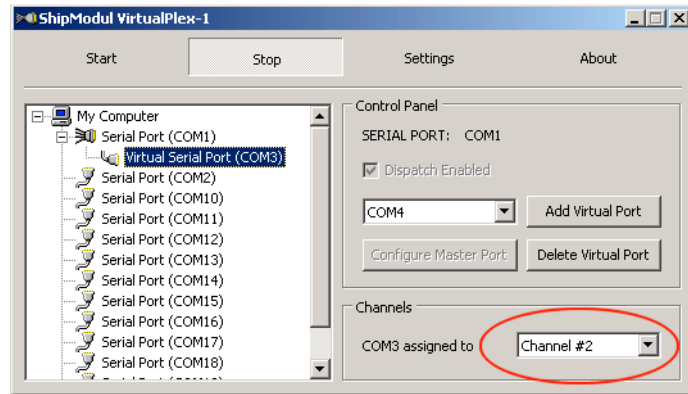 ShipModul VirtualPlex-1
Start Stop Settings About
My Computer
Serial Port (COM1)
Virtual Serial Port (COM3)
Serial Port (COM2)
Serial Port (COM10)
Serial Port (COM11)
Serial Port (COM12)
Serial Port (COM13)
Serial Port (COM14)
Serial Port (COM15)
Serial Port (COM16)
Serial Port (COM17)
Serial Port (COM18)
Control Panel
SERIAL PORT: COM1
Dispatch Enabled
COM4 Add Virtual Port
Configure Master Port Delete Virtual Port
Channels
COM3 assigned to Channel #2